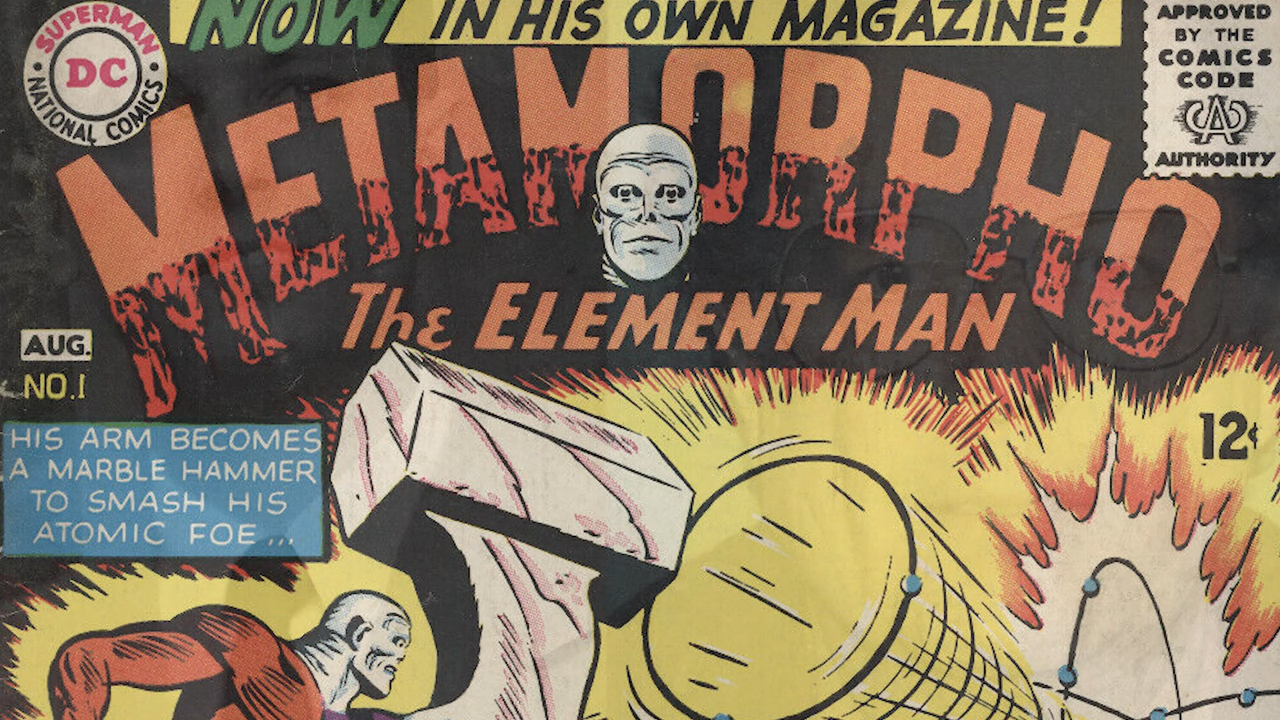 NOW IN HIS OWN MAGAZINE!
SUPERMAN
DC
NATIONAL COMICS
APPROVED
BY THE
COMICS
CODE
CA
AUTHORITY
METAMORPHO
The ELEMENT MAN
AUG.
NO.1
12¢
HIS ARM BECOMES
A MARBLE HAMMER
TO SMASH HIS
ATOMIC FOE...